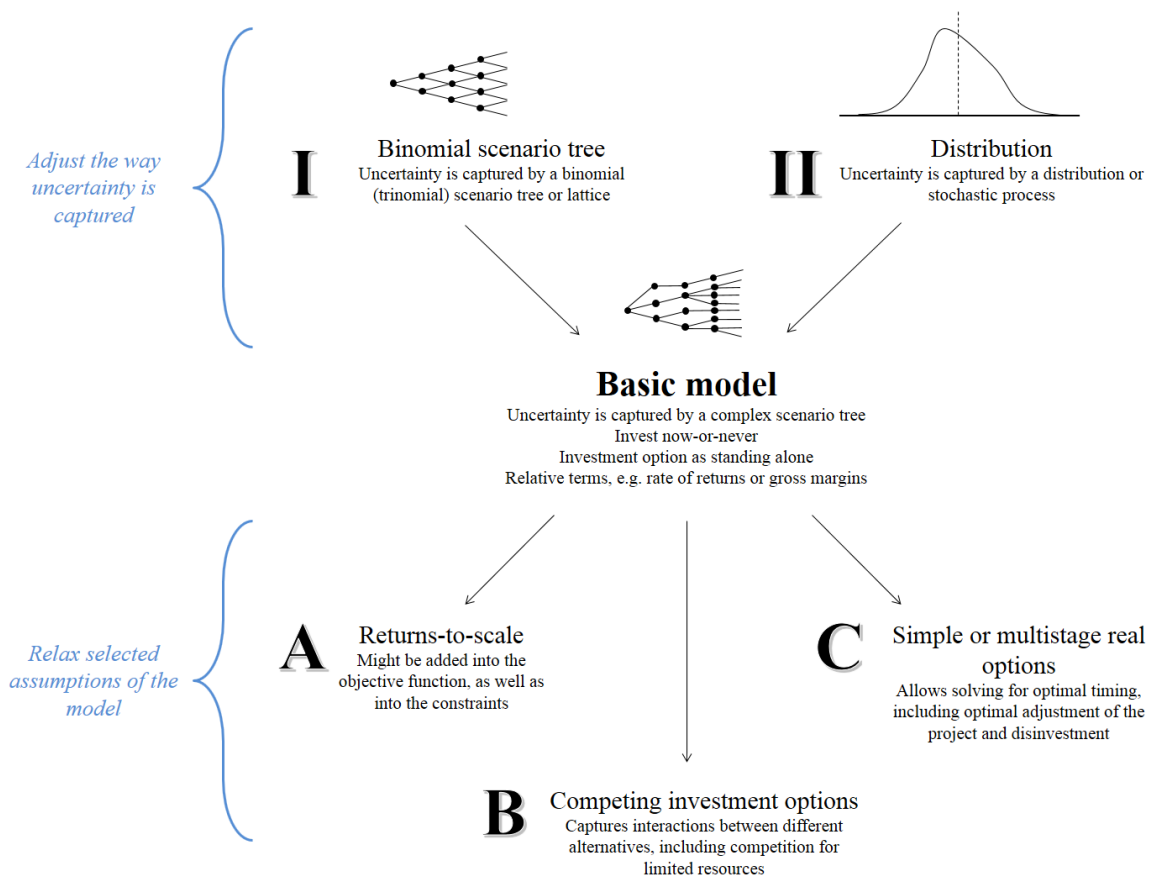 Adjust the way
uncertainty is
captured
I
Binomial scenario tree
Uncertainty is captured by a binomial
(trinomial) scenario tree or lattice
II
Distribution
Uncertainty is captured by a distribution or
stochastic process
Basic model
Uncertainty is captured by a complex scenario tree
Invest now-or-never
Investment option as standing alone
Relative terms, e.g. rate of returns or gross margins
Relax selected
assumptions of the
model
A
Returns-to-scale
Might be added into the
objective function, as well as
into the constraints
B
Competing investment options
Captures interactions between different
alternatives, including competition for
limited resources
C
Simple or multistage real
options
Allows solving for optimal timing,
including optimal adjustment of the
project and disinvestment